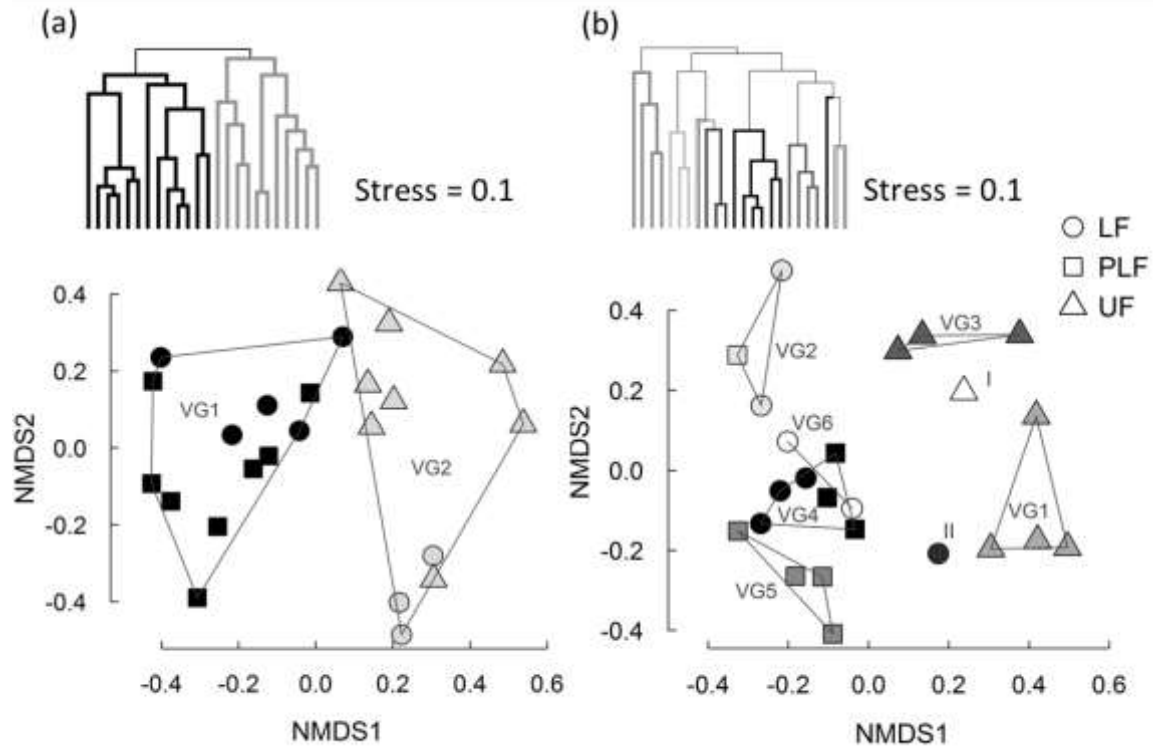 (a)
(b)
Stress = 0.1
Stress = 0.1
LF
PLF
UF
0.4
0.2
0.0
-0.2
-0.4
NMDS2
VG1
VG2
-0.4 -0.2 0.0 0.2 0.4 0.6
NMDS1
0.4
0.2
0.0
-0.2
-0.4
NMDS2
VG2
VG3
I
VG6
VG4
VG5
II
VG1
-0.4 -0.2 0.0 0.2 0.4 0.6
NMDS1